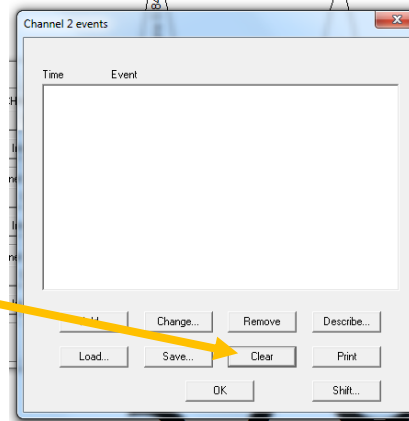 Channel 2 events
Time Event
Change... Remove Describe...
Load... Save... Clear Print
OK Shift...